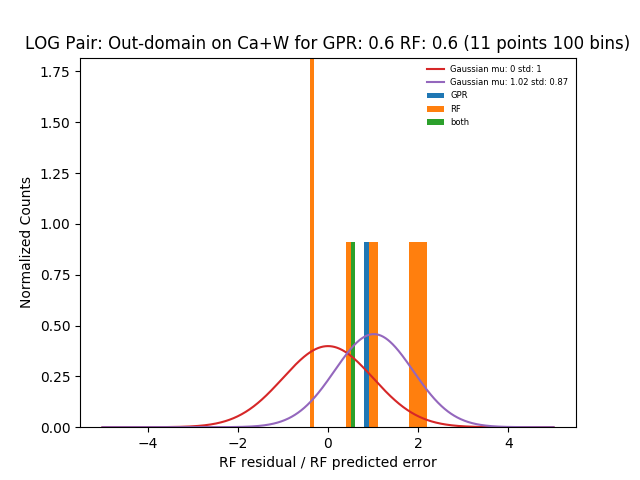 LOG Pair: Out-domain on Ca+W for GPR: 0.6 RF: 0.6 (11 points 100 bins)
Gaussian mu: 0 std: 1
Gaussian mu: 1.02 std: 0.87
GPR
RF
both
Normalized Counts
1.75
1.50
1.25
1.00
0.75
0.50
0.25
0.00
−4
−2
0
2
4
RF residual / RF predicted error